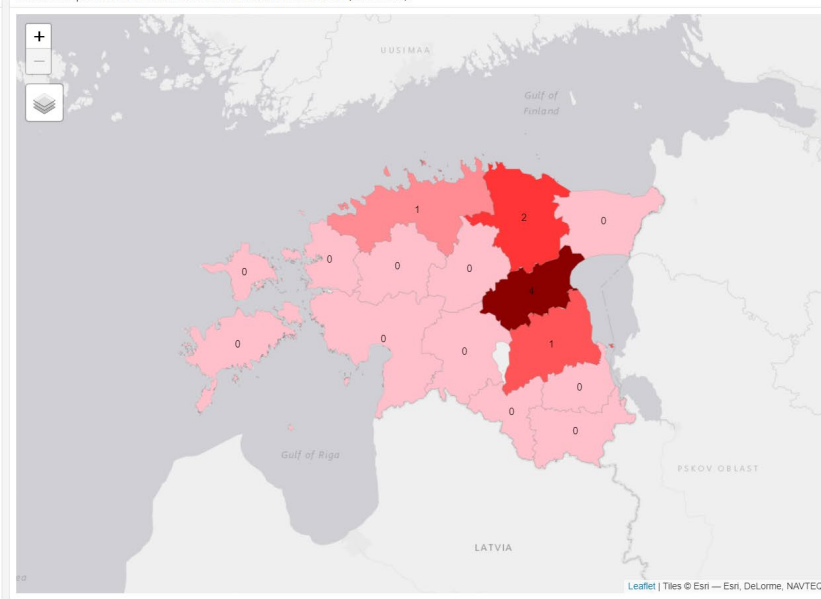 +
−
UUSIMAA
Gulf of
Finland
1
2
0
0
0
0
0
0
0
0
1
0
0
0
Gulf of Riga
PSKOV OBLAST
LATVIA
Leaflet | Tiles © Esri — Esri, DeLorme, NAVTEQ